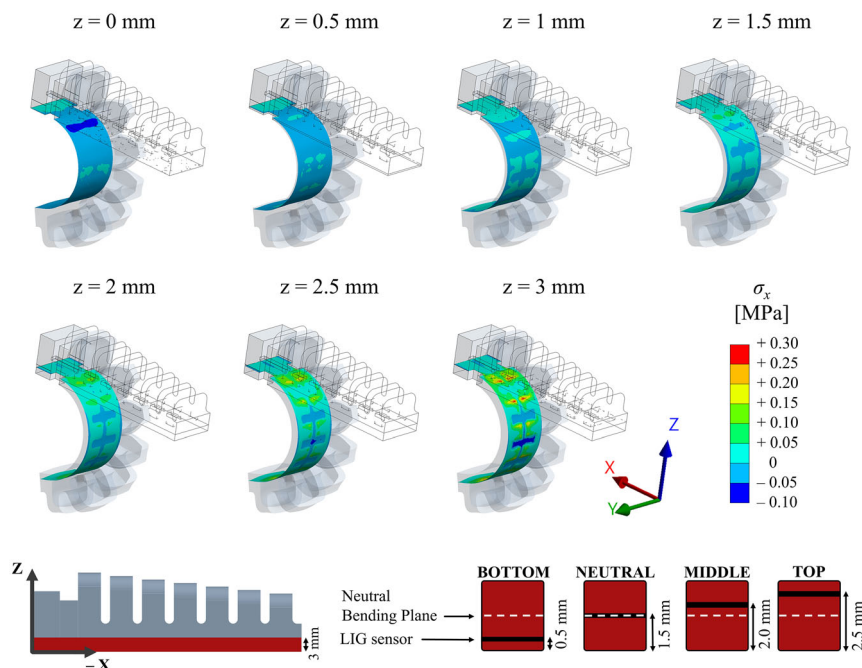 z = 0 mm
z = 0.5 mm
z = 1 mm
z = 1.5 mm
z = 2 mm
z = 2.5 mm
z = 3 mm
σx
[MPa]
+ 0.30
+ 0.25
+ 0.20
+ 0.15
+ 0.10
+ 0.05
0
– 0.05
– 0.10
X
Y
Z
Z
– X
3 mm
Neutral
Bending Plane
LIG sensor
BOTTOM
0.5 mm
NEUTRAL
1.5 mm
MIDDLE
2.0 mm
TOP
2.5 mm